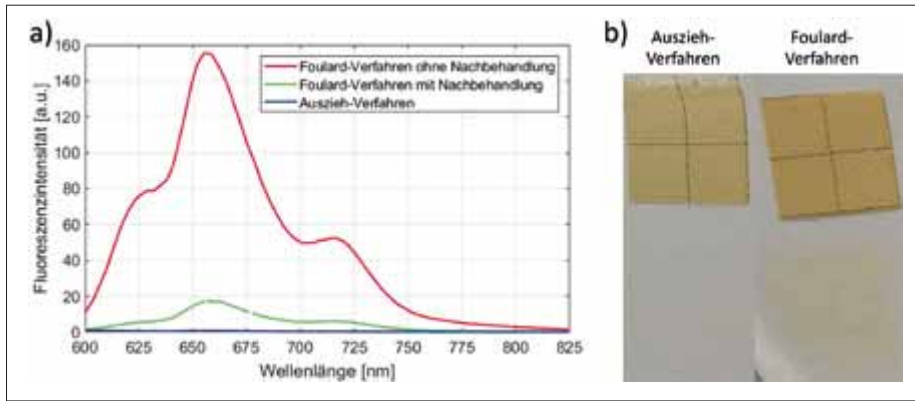 a)
160
140
120
100
80
60
40
20
0
Fluoreszenzintensität [a.u.]
Foulard-Verfahren ohne Nachbehandlung
Foulard-Verfahren mit Nachbehandlung
Auszieh-Verfahren
600 625 650 675 700 725 750 775 800 825
Wellenlänge [nm]
b)
Auszieh-
Verfahren
Foulard-
Verfahren